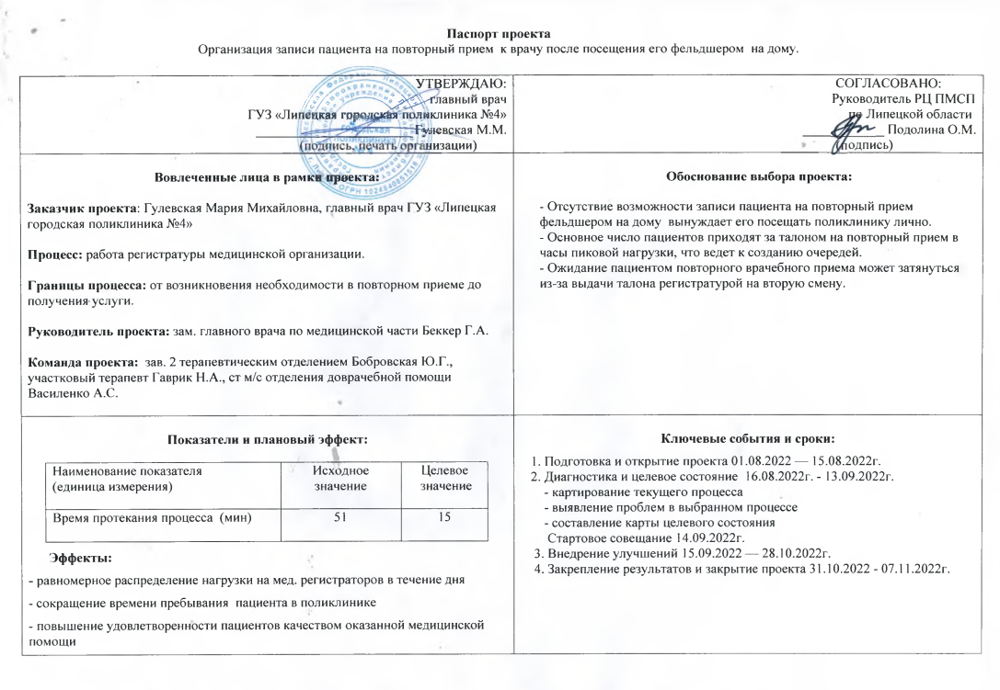 Паспорт проекта
Организация записи пациента на повторный прием к врачу после посещения его фельдшером на дому.
УТВЕРЖДАЮ:
главный врач
ГУЗ «Липецкая городская поликлиника №4»
Гулевская М.М.
(подпись, печать организации)
СОГЛАСОВАНО:
Руководитель РЦ ПМСП
по Липецкой области
Подолина О.М.
(подпись)
Вовлеченные лица в рамки проекта:
Заказчик проекта: Гулевская Мария Михайловна, главный врач ГУЗ «Липецкая
городская поликлиника №4»
Процесс: работа регистратуры медицинской организации.
Границы процесса: от возникновения необходимости в повторном приеме до
получения услуги.
Руководитель проекта: зам. главного врача по медицинской части Беккер Г.А.
Команда проекта: зав. 2 терапевтическим отделением Бобровская Ю.Г.,
участковый терапевт Гаврик Н.А., ст м/с отделения доврачебной помощи
Василенко А.С.
Обоснование выбора проекта:
- Отсутствие возможности записи пациента на повторный прием
фельдшером на дому вынуждает его посещать поликлинику лично.
- Основное число пациентов приходят за талоном на повторный прием в
часы пиковой нагрузки, что ведет к созданию очередей.
- Ожидание пациентом повторного врачебного приема может затянуться
из-за выдачи талона регистратурой на вторую смену.
Показатели и плановый эффект:
Наименование показателя
(единица измерения)
Исходное
значение
Целевое
значение
Время протекания процесса (мин)
51
15
Эффекты:
- равномерное распределение нагрузки на мед. регистраторов в течение дня
- сокращение времени пребывания пациента в поликлинике
- повышение удовлетворенности пациентов качеством оказанной медицинской
помощи
Ключевые события и сроки:
1. Подготовка и открытие проекта 01.08.2022 — 15.08.2022г.
2. Диагностика и целевое состояние 16.08.2022г. - 13.09.2022г.
- картирование текущего процесса
- выявление проблем в выбранном процессе
- составление карты целевого состояния
Стартовое совещание 14.09.2022г.
3. Внедрение улучшений 15.09.2022 — 28.10.2022г.
4. Закрепление результатов и закрытие проекта 31.10.2022 - 07.11.2022г.